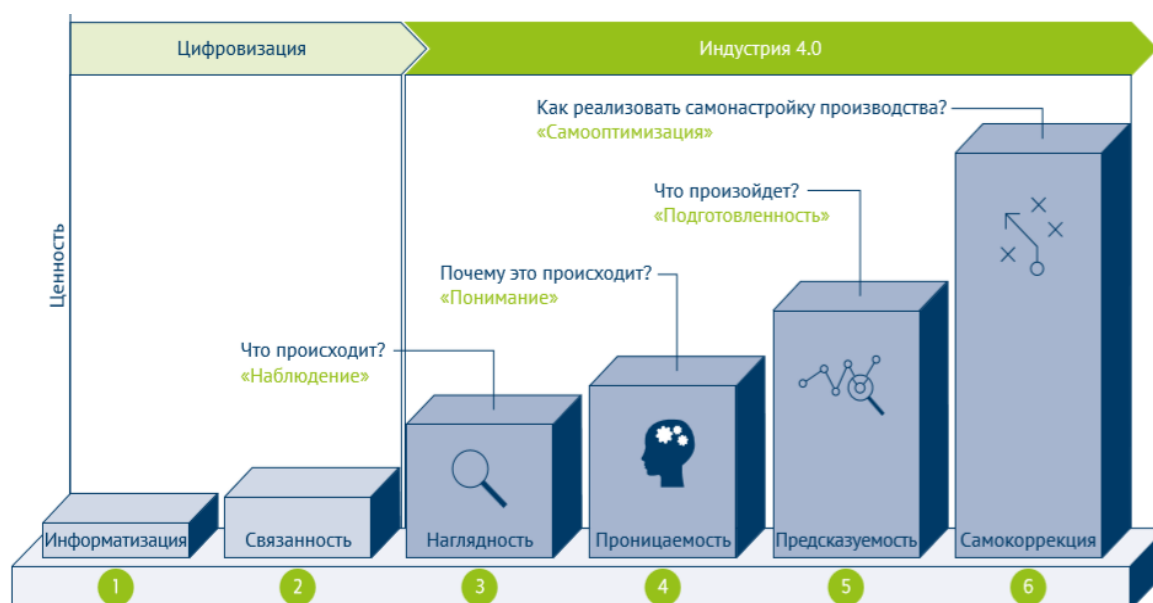 Цифровизация
Индустрия 4.0
Ценность
Как реализовать самонастройку производства?
«Самооптимизация»
Что произойдет?
«Подготовленность»
Почему это происходит?
«Понимание»
Что происходит?
«Наблюдение»
Информатизация
Связанность
Наглядность
Проницаемость
Предсказуемость
Самокоррекция
1
2
3
4
5
6